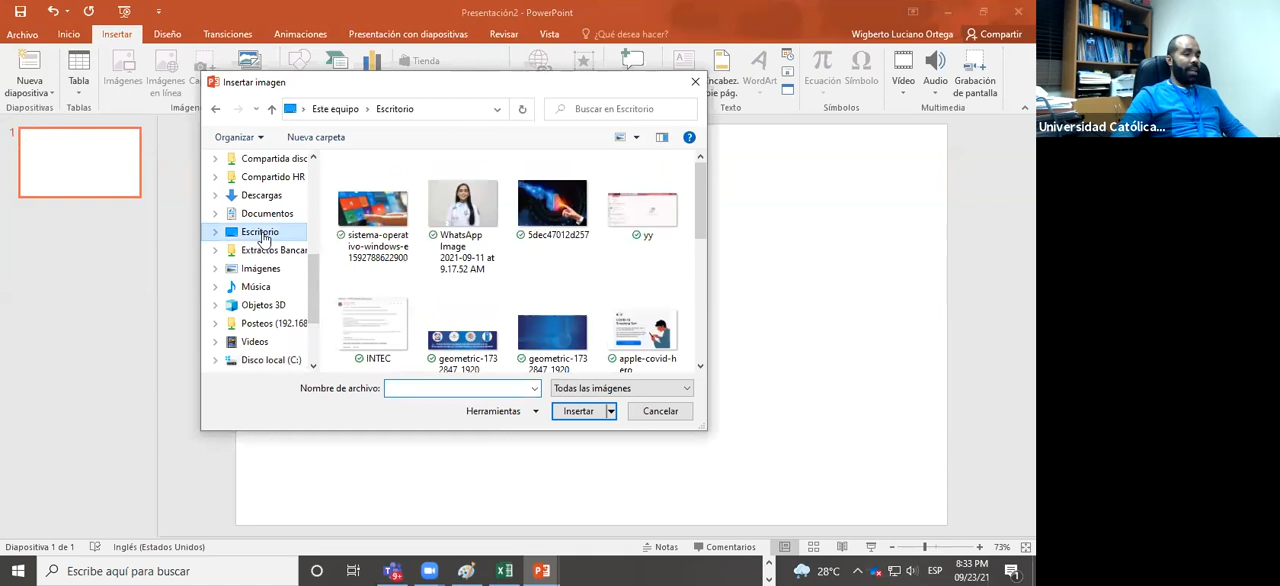 Presentación2 - PowerPoint
Archivo Inicio Insertar Diseño Transiciones Animaciones Presentación con diapositivas Revisar Vista ¿Qué desea hacer? Wigberto Luciano Ortega Compartir
Nueva diapositiva
Diapositivas
Tabla
Tablas
Imágenes
Imágenes en línea
Tienda
WordArt
pie pág.
Texto
Ecuación Símbolo
Símbolos
Vídeo Audio Grabación de pantalla
Multimedia
Universidad Católica...
Insertar imagen
Este equipo Escritorio
Buscar en Escritorio
Organizar Nueva carpeta
1
Compartida disc
Compartido HR
Descargas
Documentos
Escritorio
Extractos Bancar
Imágenes
Música
Objetos 3D
Posteos (192.168
Videos
Disco local (C:)
sistema-operat
ivo-windows-e
1592788622900
WhatsApp
Image
2021-09-11 at
9.17.52 AM
5dec47012d257
yy
INTEC
geometric-173
2847_1920
geometric-173
2847_1920
apple-covid-h
ero
Nombre de archivo:
Todas las imágenes
Herramientas Insertar Cancelar
Diapositiva 1 de 1 Inglés (Estados Unidos) Notas Comentarios 73%
Escribe aquí para buscar
9+
28°C
ESP
8:33 PM
09/23/21
1